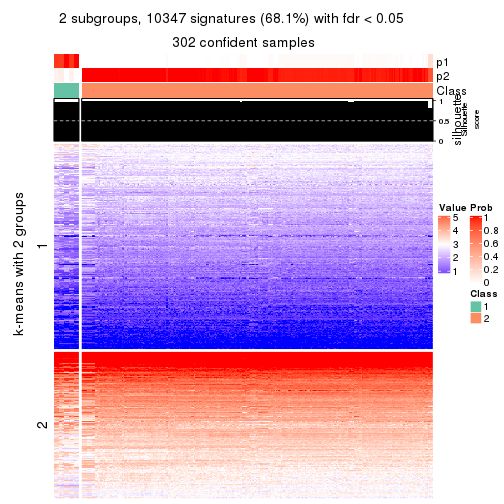 2 subgroups, 10347 signatures (68.1%) with fdr < 0.05
302 confident samples
p1
p2
Class
silhouette
Silhouette
score
1
0.5
0
k-means with 2 groups
1
2
Value
5
4
3
2
1
Prob
1
0.8
0.6
0.4
0.2
0
Class
1
2